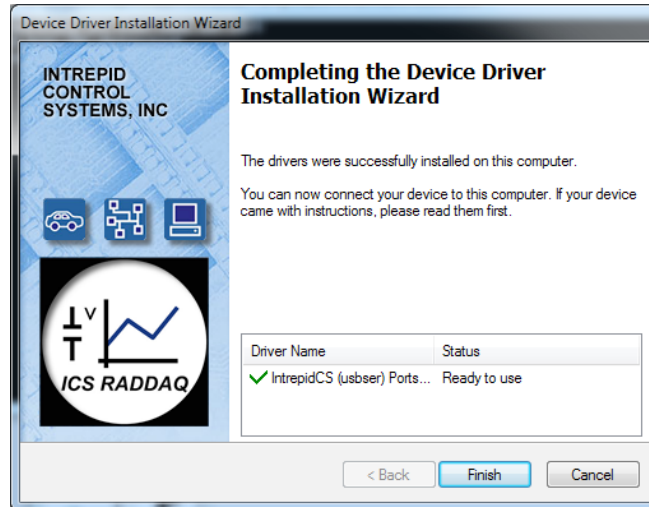 Device Driver Installation Wizard
INTREPID
CONTROL
SYSTEMS, INC
Completing the Device Driver
Installation Wizard
The drivers were successfully installed on this computer.
You can now connect your device to this computer. If your device
came with instructions, please read them first.
V
ICS RADDAQ
Driver Name Status
IntrepidCS (usbser) Ports... Ready to use
< Back Finish Cancel